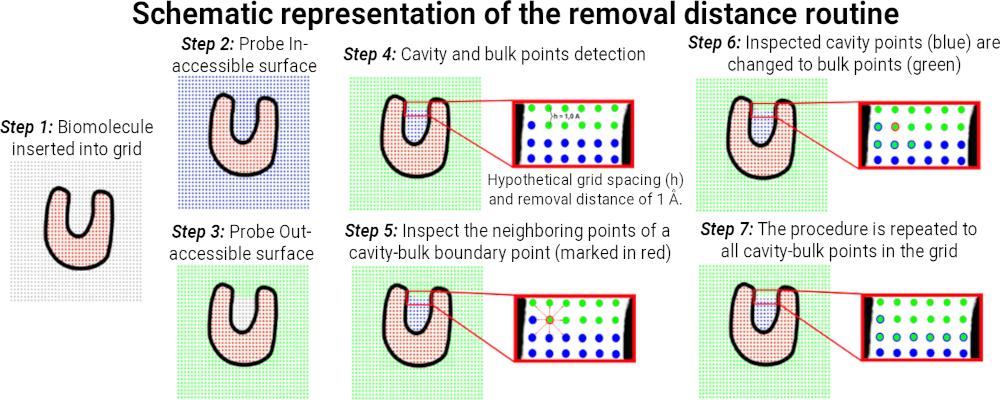 Schematic representation of the removal distance routine
Step 1: Biomolecule
inserted into grid
Step 2: Probe In-
accessible surface
Step 3: Probe Out-
accessible surface
Step 4: Cavity and bulk points detection
h = 1,0 A
Hypothetical grid spacing (h)
and removal distance of 1 Å.
Step 5: Inspect the neighboring points of
a cavity-bulk boundary point (marked in red)
Step 6: Inspected cavity points (blue) are
changed to bulk points (green)
Step 7: The procedure is repeated to
all cavity-bulk points in the grid